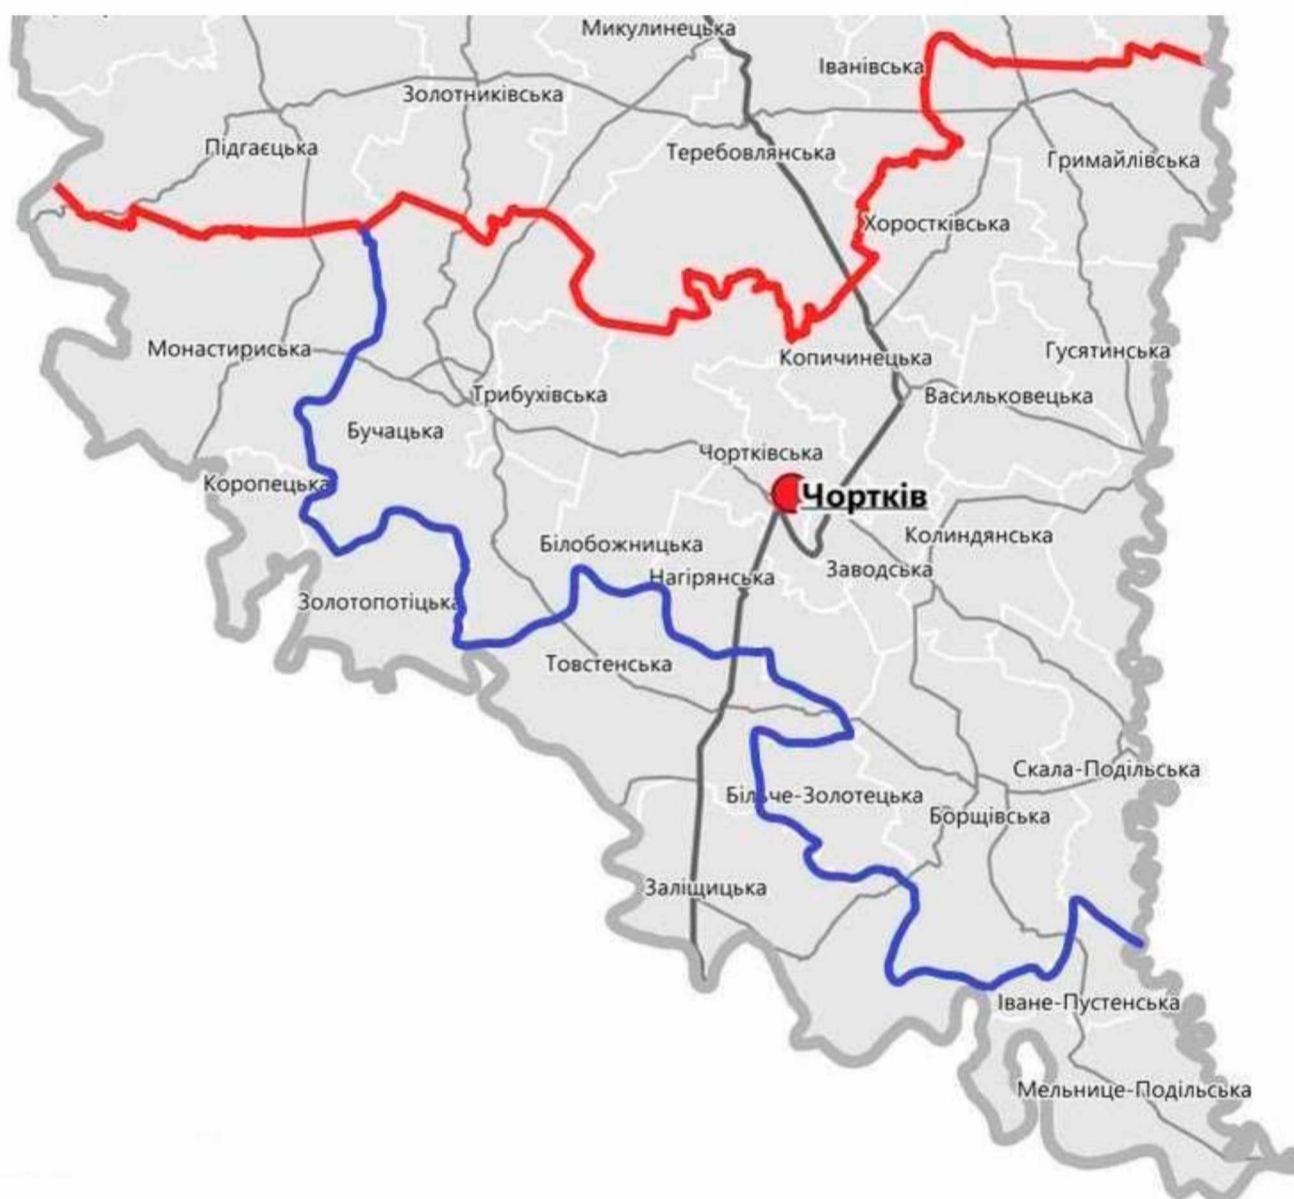 Микулинецька
Іванівська
Золотниківська
Підгаєцька
Теребовлянська
Гримайлівська
Хоростківська
Монастириська
Копичинецька
Гусятинська
Трибухівська
Васильковецька
Бучацька
Чортківська
Коропецька
Чортків
Колиндянська
Білобожницька
Нагірянська
Заводська
Золотопотіцька
Товстенська
Скала-Подільська
Більче-Золотецька
Борщівська
Заліщицька
Іване-Пустенська
Мельнице-Подільська